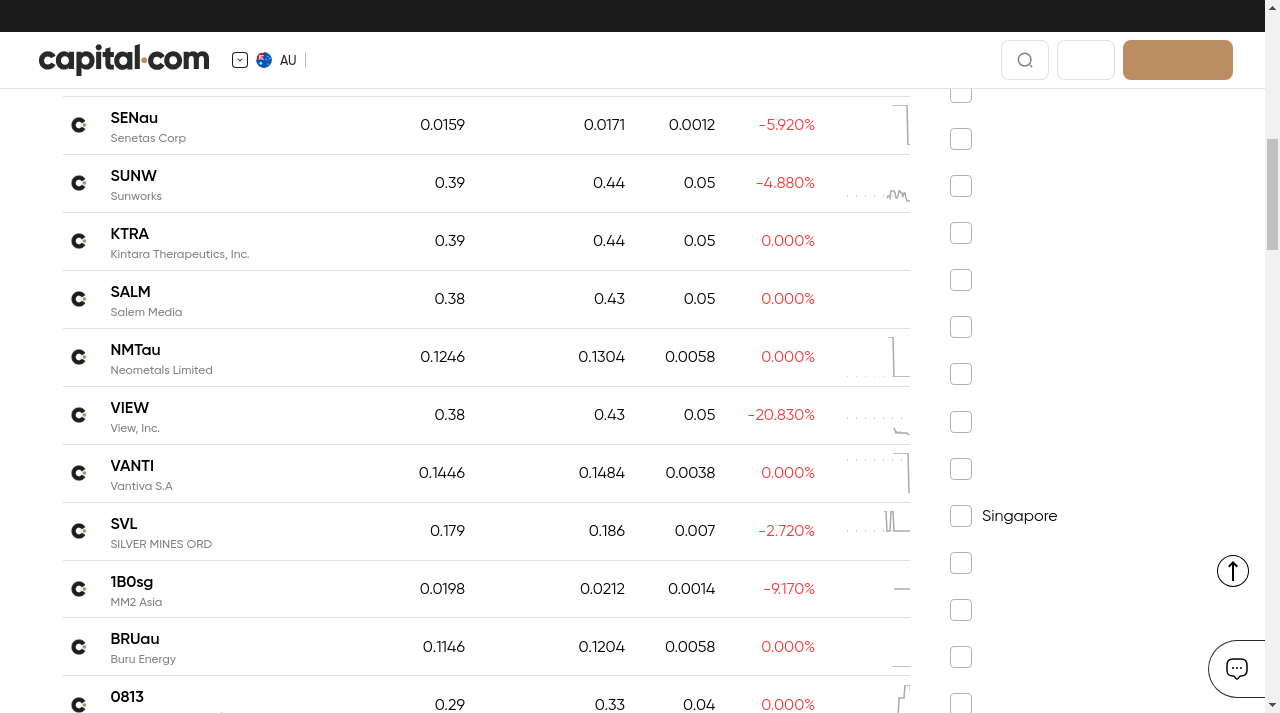 capital.com AU
SENau
Senetas Corp
0.0159 0.0171 0.0012 -5.920%
SUNW
Sunworks
0.39 0.44 0.05 -4.880%
KTRA
Kintara Therapeutics, Inc.
0.39 0.44 0.05 0.000%
SALM
Salem Media
0.38 0.43 0.05 0.000%
NMTau
Neometals Limited
0.1246 0.1304 0.0058 0.000%
VIEW
View, Inc.
0.38 0.43 0.05 -20.830%
VANTI
Vantiva S.A
0.1446 0.1484 0.0038 0.000%
SVL
SILVER MINES ORD
0.179 0.186 0.007 -2.720%
Singapore
1B0sg
MM2 Asia
0.0198 0.0212 0.0014 -9.170%
BRUau
Buru Energy
0.1146 0.1204 0.0058 0.000%
0813
0.29 0.33 0.04 0.000%